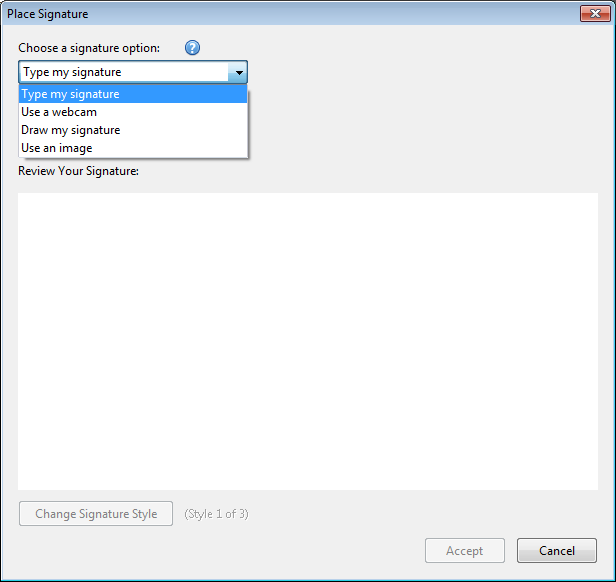 Place Signature
Choose a signature option:
Type my signature
Type my signature
Use a webcam
Draw my signature
Use an image
Review Your Signature:
Change Signature Style (Style 1 of 3)
Accept Cancel